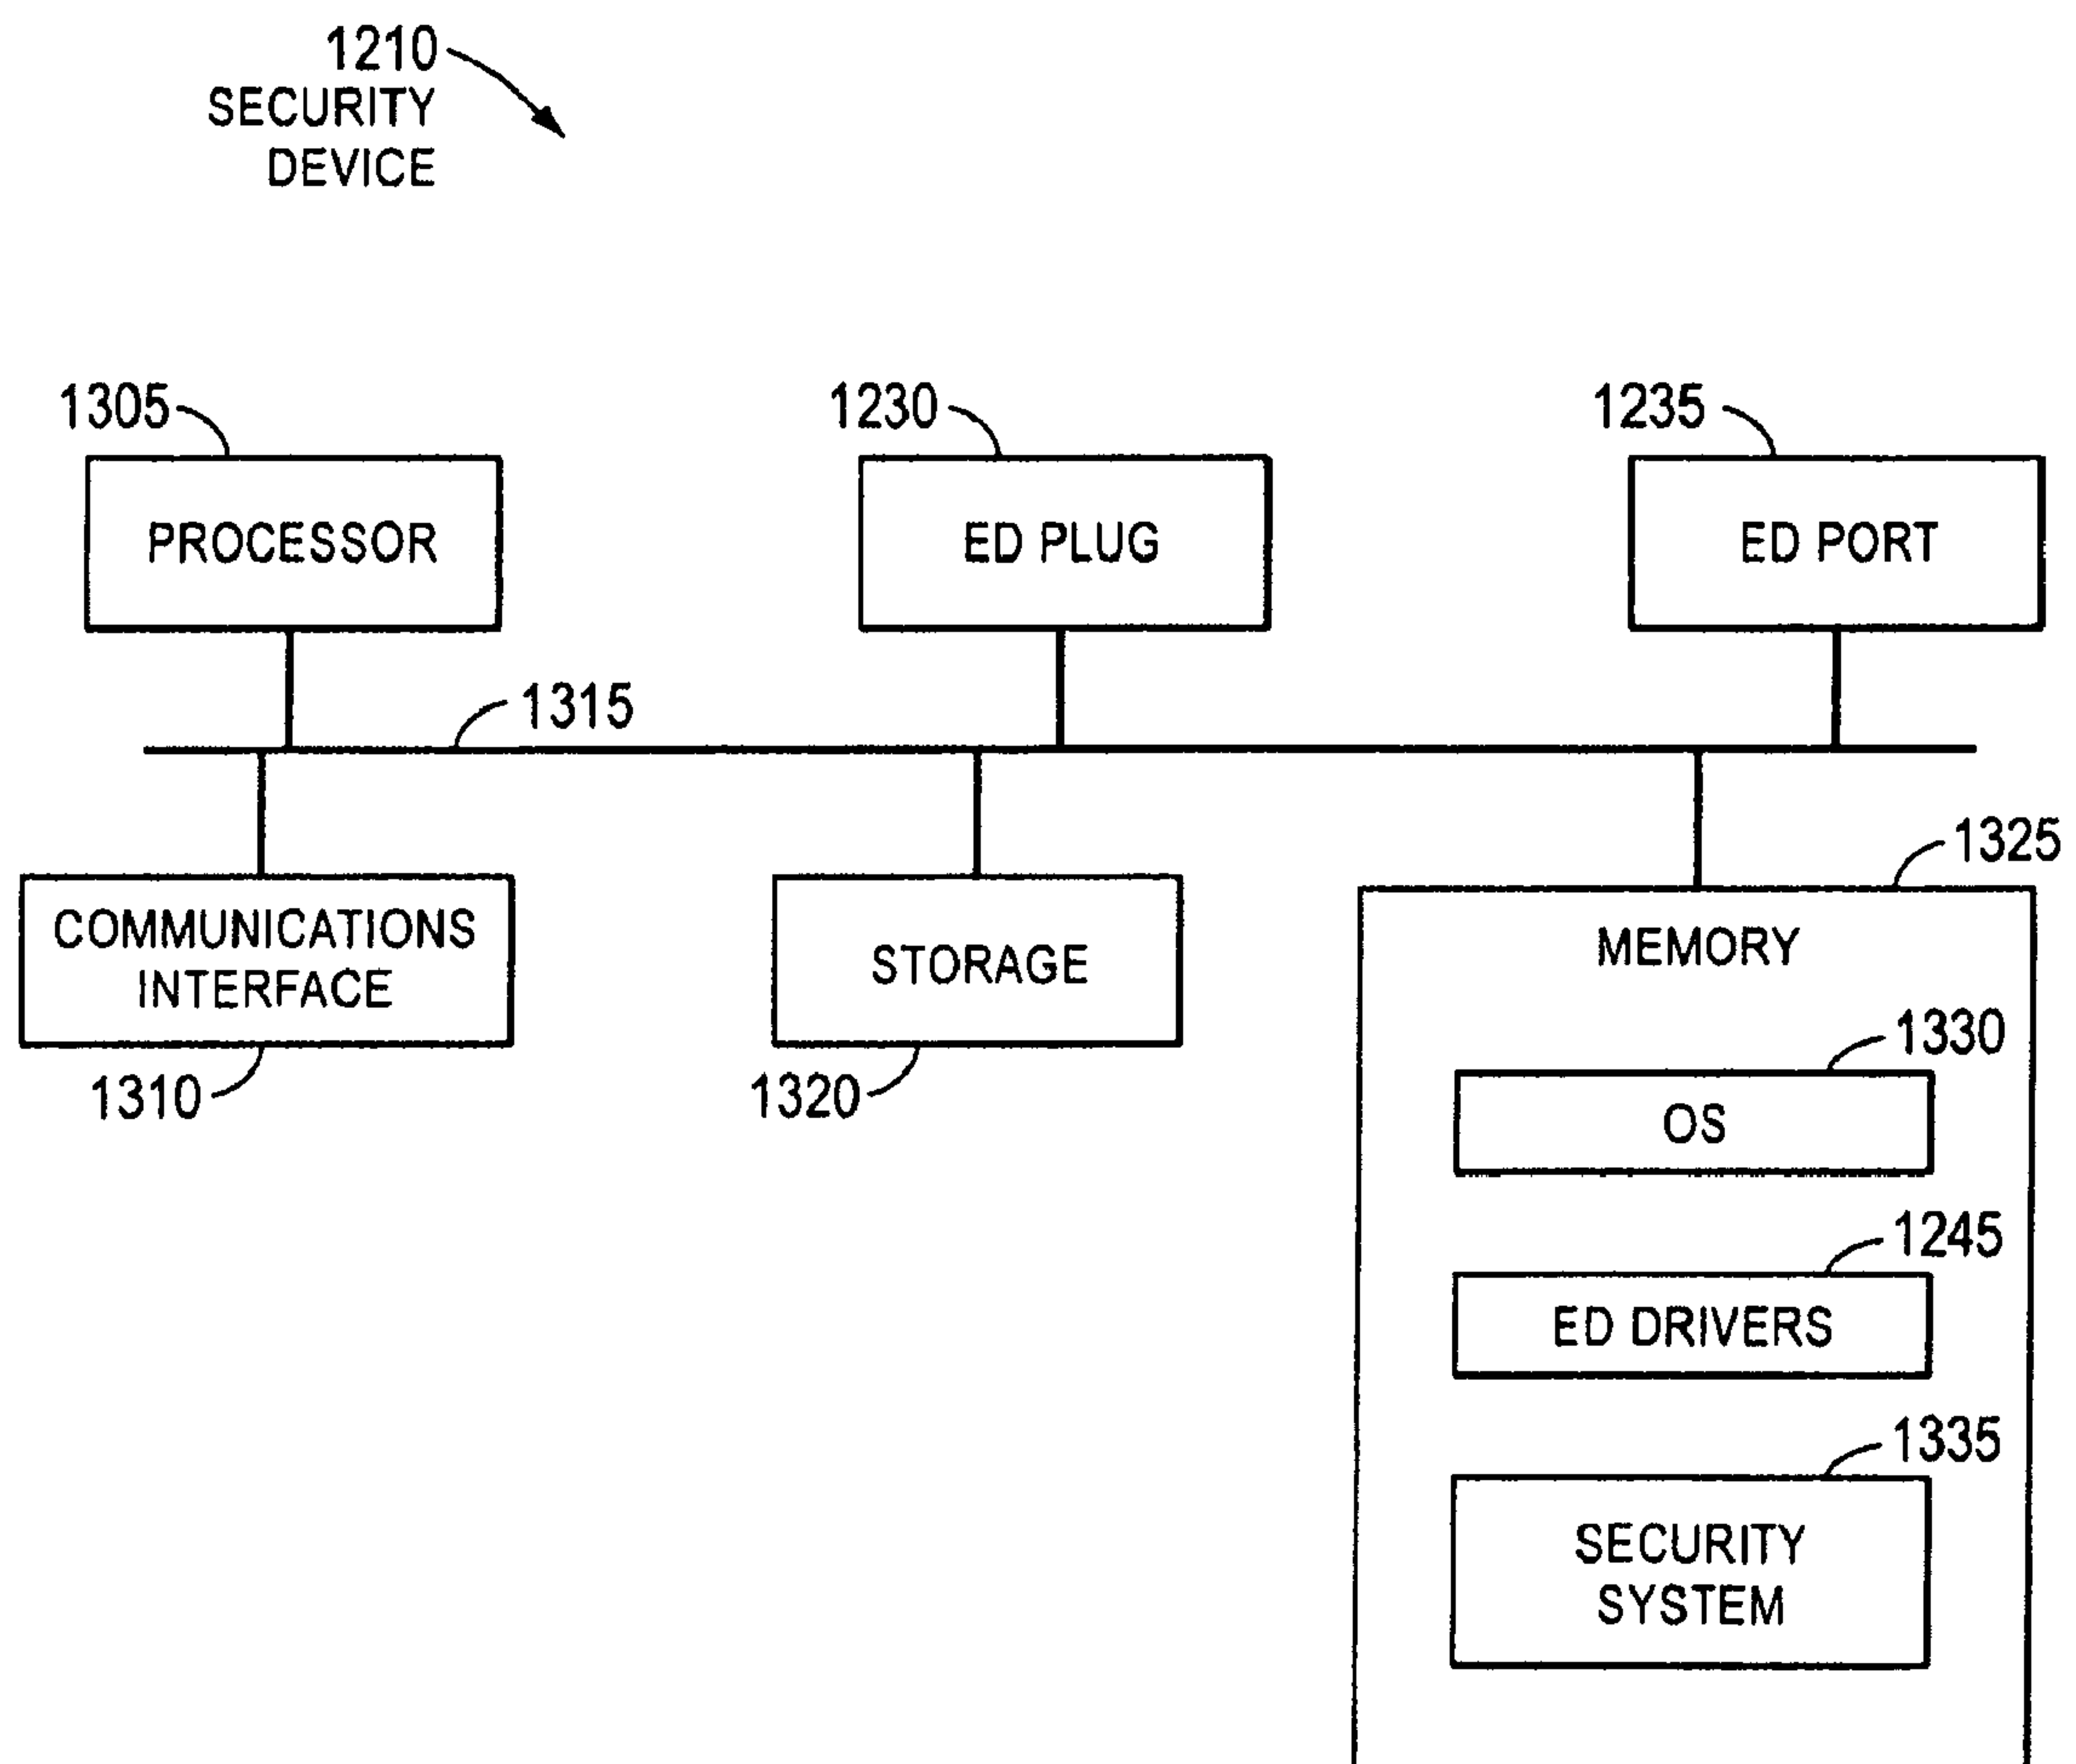 1210
SECURITY
DEVICE
1305
1230
1235
PROCESSOR
ED PLUG
ED PORT
1315
1325
COMMUNICATIONS
INTERFACE
STORAGE
MEMORY
1310
1320
1330
OS
1245
ED DRIVERS
1335
SECURITY
SYSTEM